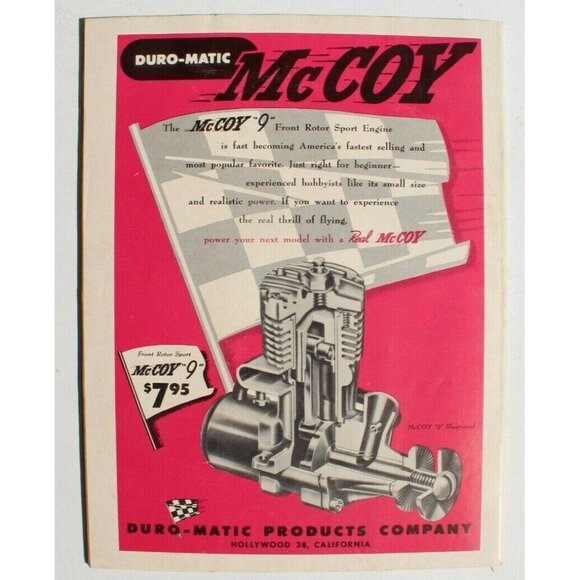 DURO-MATIC
McCOY
The McCOY "9" Front Rotor Sport Engine
is fast becoming America's fastest selling and
most popular favorite. Just right for beginner—
experienced hobbyists like its small size
and realistic power. If you want to experience
the real thrill of flying,
power your next model with a Real McCOY
Front Rotor Sport
McCOY "9"
$7.95
McCOY "9" Illustrated
DURO-MATIC PRODUCTS COMPANY
HOLLYWOOD 38, CALIFORNIA